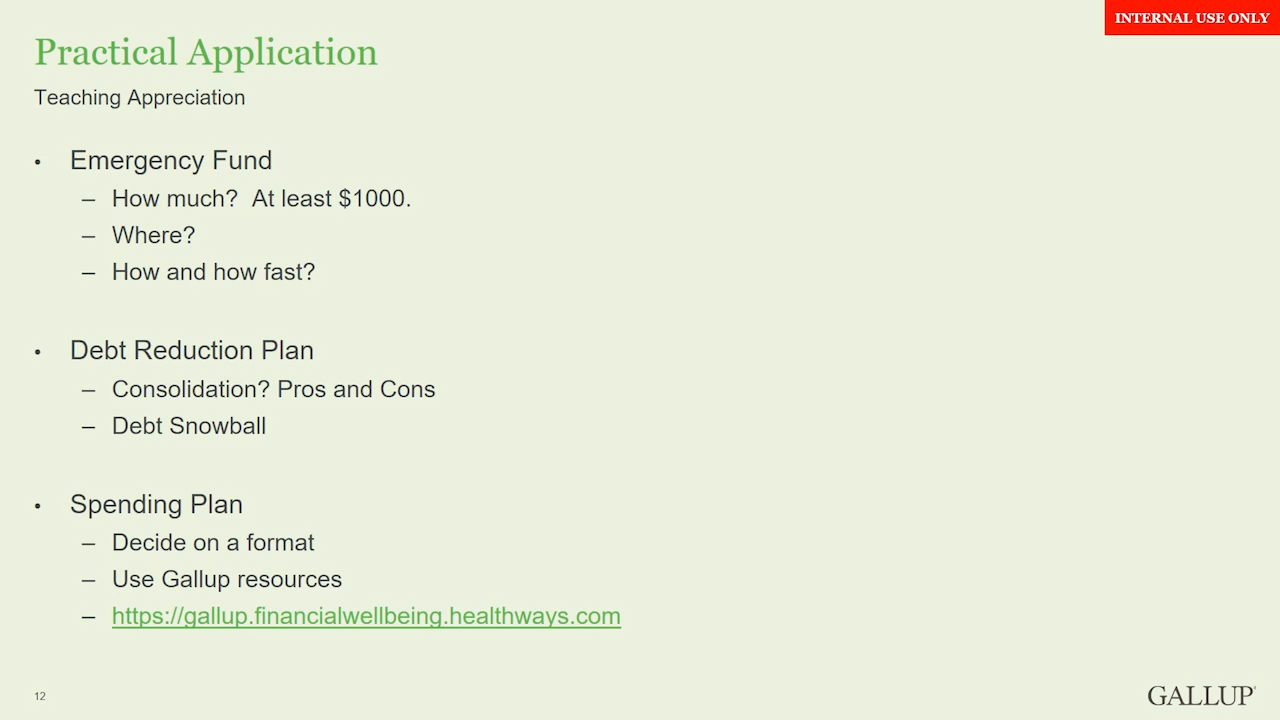 INTERNAL USE ONLY
Practical Application
Teaching Appreciation
• Emergency Fund
– How much?  At least $1000.
– Where?
– How and how fast?
• Debt Reduction Plan
– Consolidation? Pros and Cons
– Debt Snowball
• Spending Plan
– Decide on a format
– Use Gallup resources
– https://gallup.financialwellbeing.healthways.com
12
GALLUP®